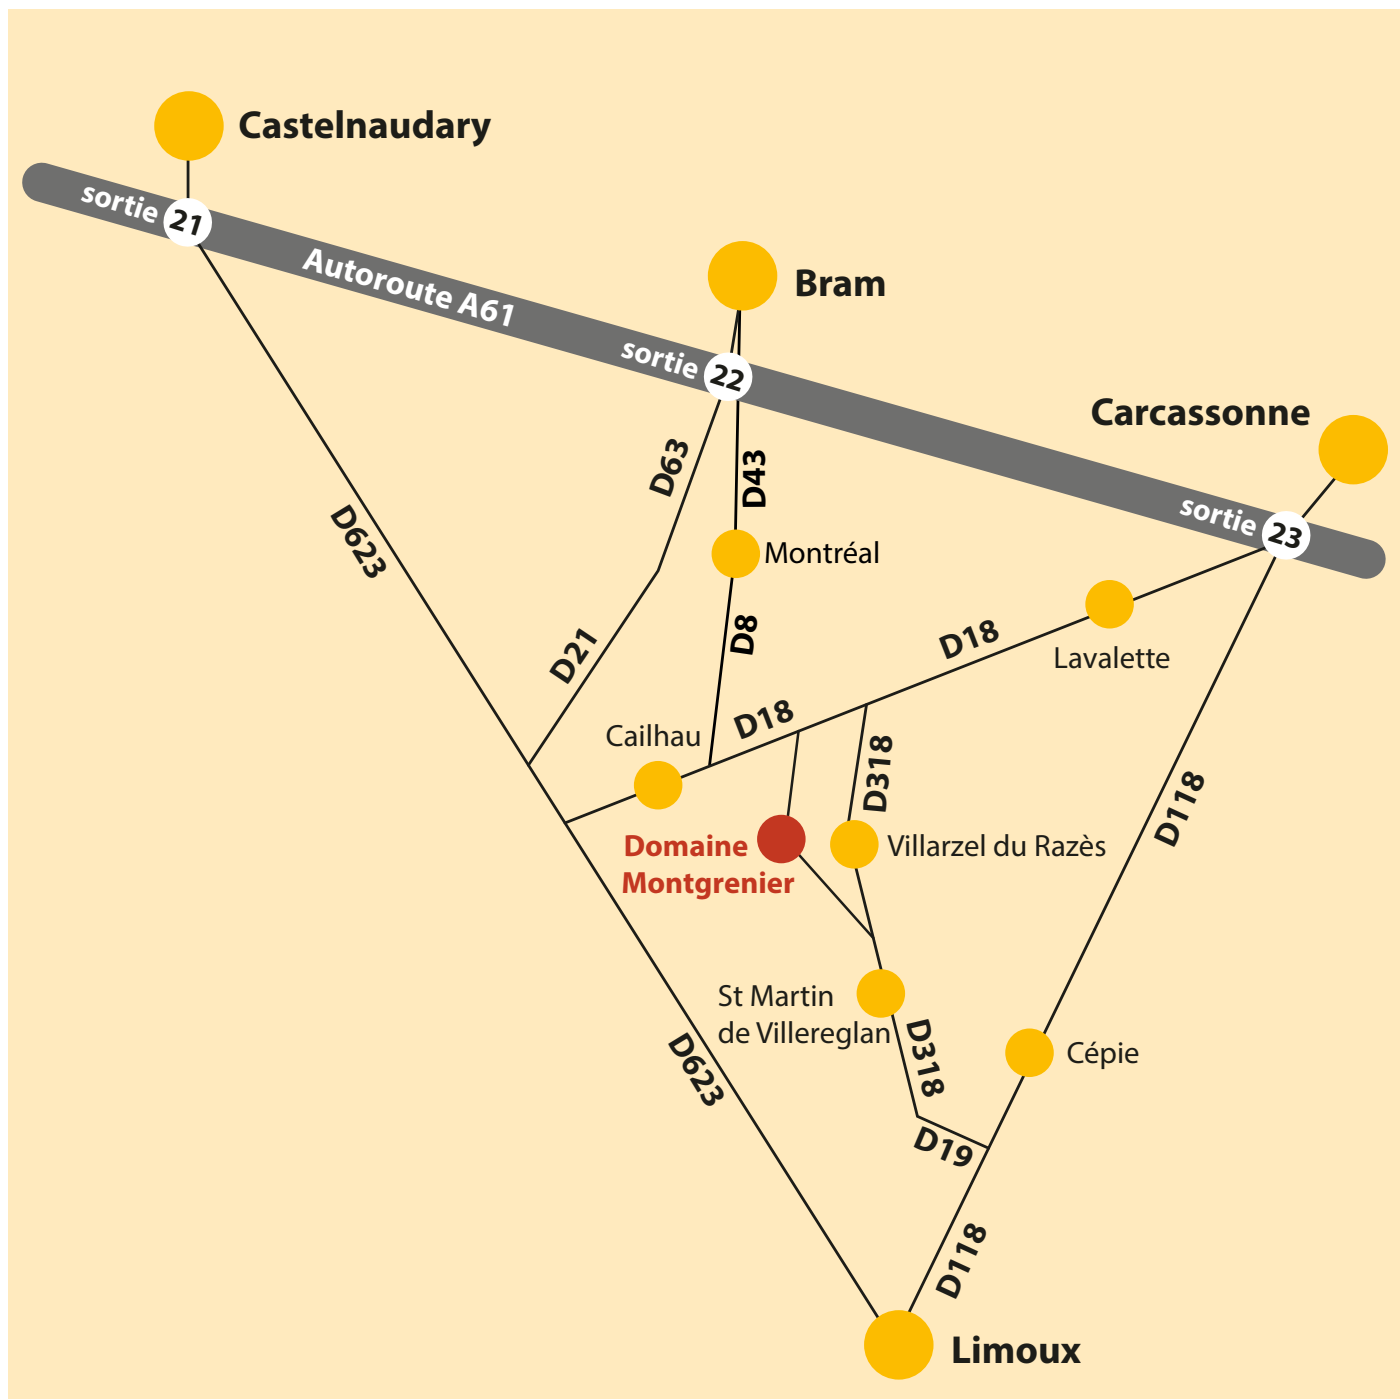 Castelnaudary
sortie 21
Autoroute A61
Bram
sortie 22
Carcassonne
sortie 23
D63
D43
D623
Montréal
D21
D8
D18
Lavalette
D18
Cailhau
D318
D118
Domaine
Montgrenier
Villarzel du Razès
St Martin
de Villereglan
D318
Cépie
D623
D19
D118
Limoux